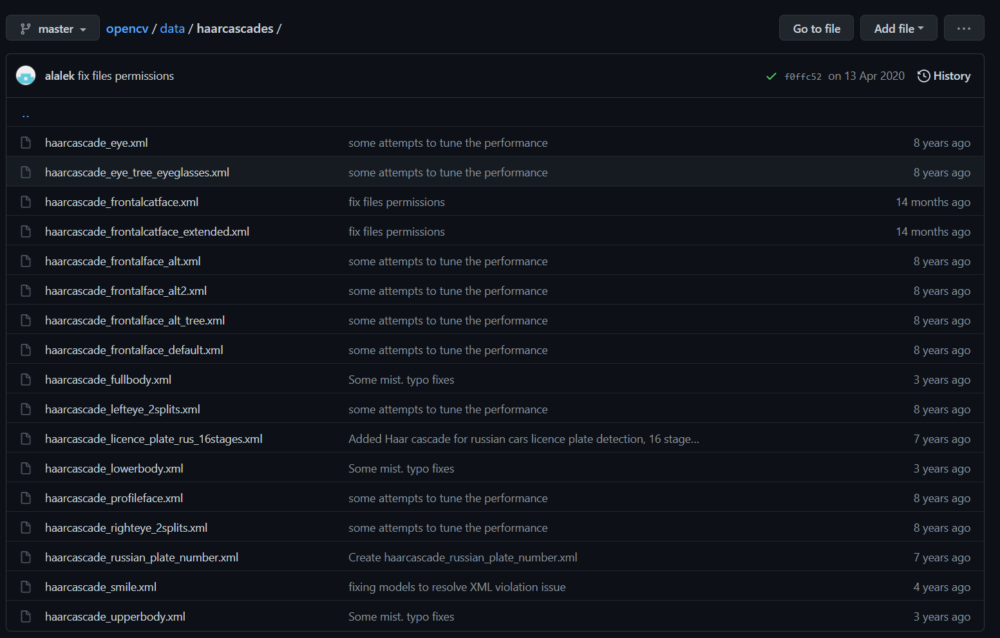 master opencv / data / haarcascades / Go to file Add file ...
alalek fix files permissions f0ffc52 on 13 Apr 2020 History
..
haarcascade_eye.xml some attempts to tune the performance 8 years ago
haarcascade_eye_tree_eyeglasses.xml some attempts to tune the performance 8 years ago
haarcascade_frontalcatface.xml fix files permissions 14 months ago
haarcascade_frontalcatface_extended.xml fix files permissions 14 months ago
haarcascade_frontalface_alt.xml some attempts to tune the performance 8 years ago
haarcascade_frontalface_alt2.xml some attempts to tune the performance 8 years ago
haarcascade_frontalface_alt_tree.xml some attempts to tune the performance 8 years ago
haarcascade_frontalface_default.xml some attempts to tune the performance 8 years ago
haarcascade_fullbody.xml Some mist. typo fixes 3 years ago
haarcascade_lefteye_2splits.xml some attempts to tune the performance 8 years ago
haarcascade_licence_plate_rus_16stages.xml Added Haar cascade for russian cars licence plate detection, 16 stage... 7 years ago
haarcascade_lowerbody.xml Some mist. typo fixes 3 years ago
haarcascade_profileface.xml some attempts to tune the performance 8 years ago
haarcascade_righteye_2splits.xml some attempts to tune the performance 8 years ago
haarcascade_russian_plate_number.xml Create haarcascade_russian_plate_number.xml 7 years ago
haarcascade_smile.xml fixing models to resolve XML violation issue 4 years ago
haarcascade_upperbody.xml Some mist. typo fixes 3 years ago